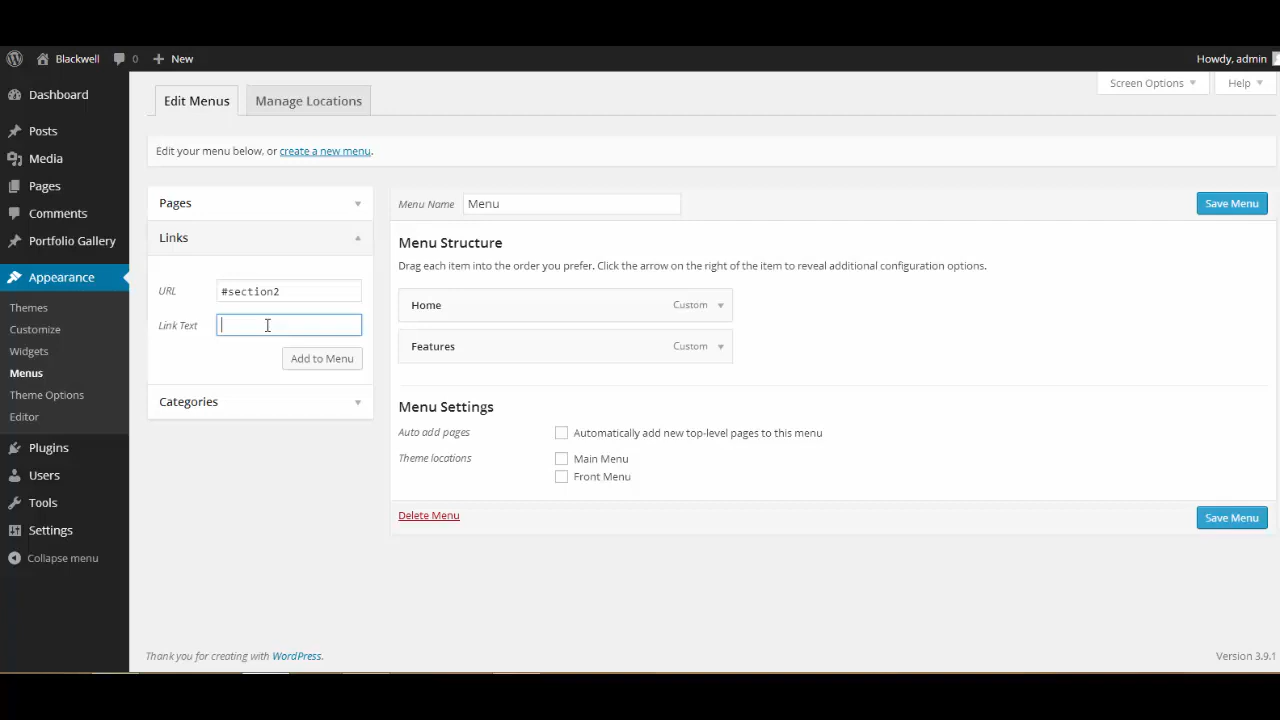 Blackwell 0 New Howdy, admin
Dashboard
Posts
Media
Pages
Comments
Portfolio Gallery
Appearance
Themes
Customize
Widgets
Menus
Theme Options
Editor
Plugins
Users
Tools
Settings
Collapse menu
Screen Options Help
Edit Menus Manage Locations
Edit your menu below, or create a new menu.
Pages
Links
URL #section2
Link Text
Add to Menu
Categories
Menu Name Menu Save Menu
Menu Structure
Drag each item into the order you prefer. Click the arrow on the right of the item to reveal additional configuration options.
Home Custom
Features Custom
Menu Settings
Auto add pages Automatically add new top-level pages to this menu
Theme locations Main Menu
Front Menu
Delete Menu Save Menu
Thank you for creating with WordPress. Version 3.9.1